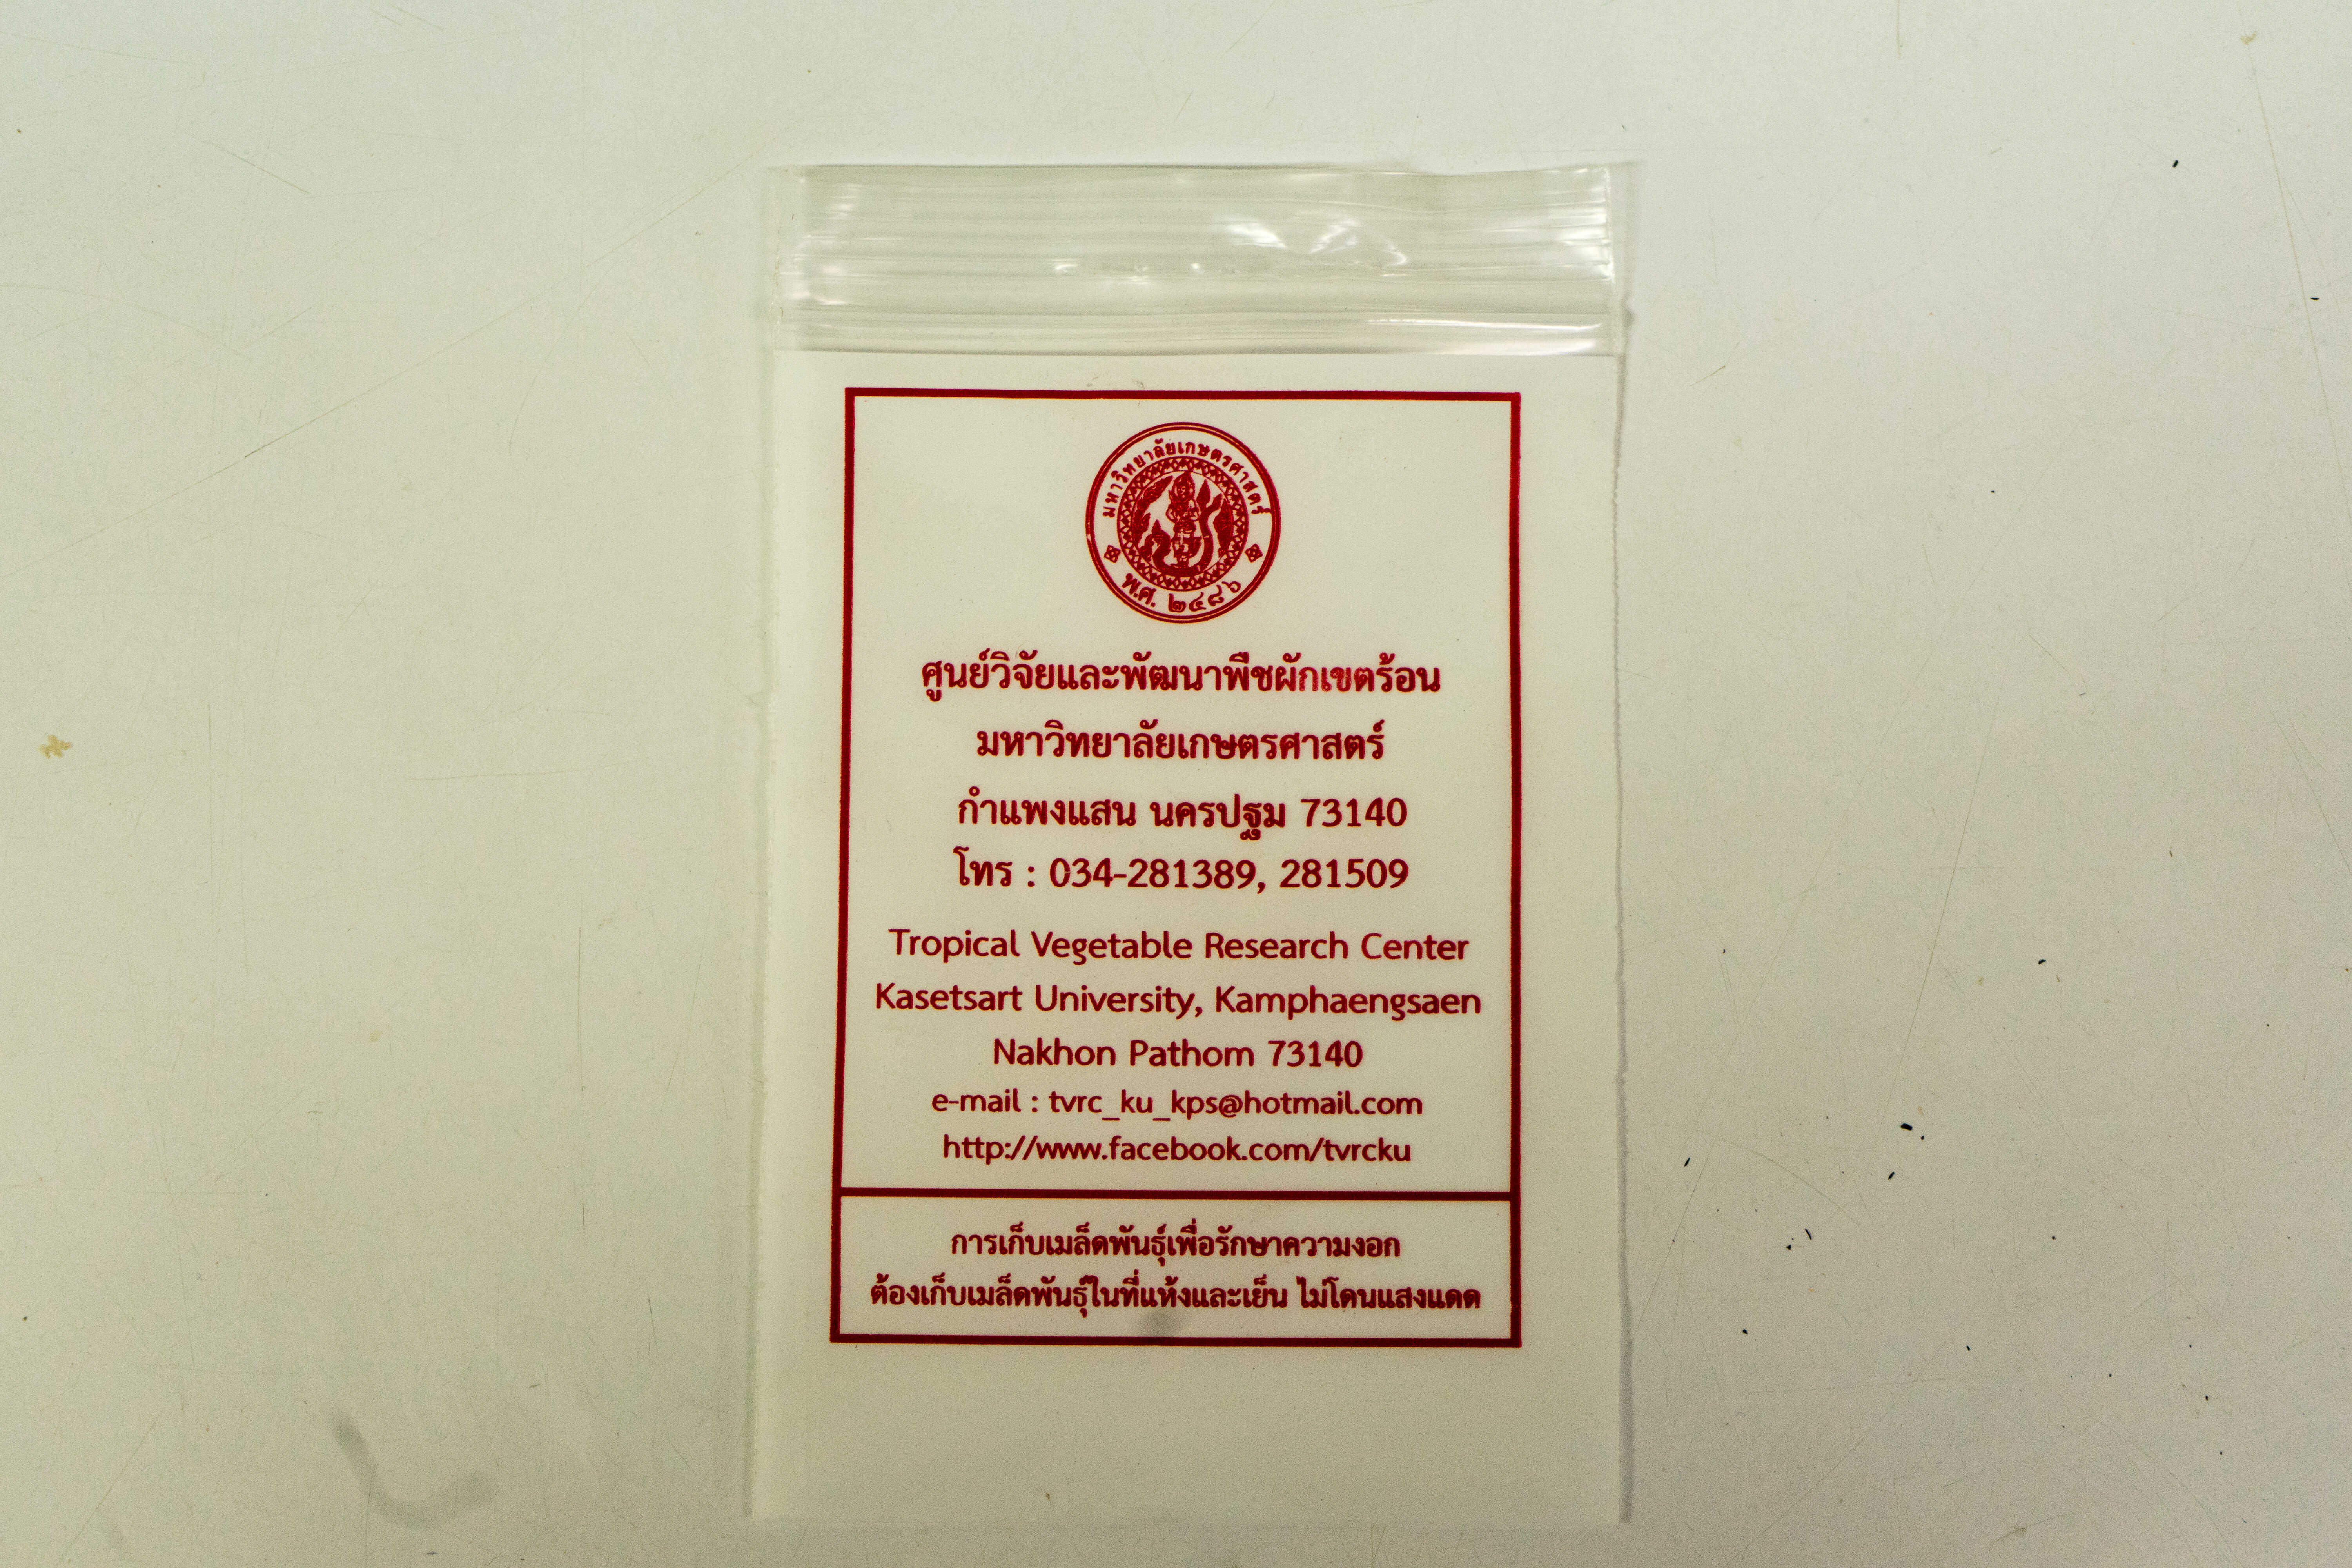 มหาวิทยาลัยเกษตรศาสตร์
พ.ศ. ๒๔๘๖
ศูนย์วิจัยและพัฒนาพืชผักเขตร้อน
มหาวิทยาลัยเกษตรศาสตร์
กำแพงแสน นครปฐม 73140
โทร : 034-281389, 281509
Tropical Vegetable Research Center
Kasetsart University, Kamphaengsaen
Nakhon Pathom 73140
e-mail : tvrc_ku_kps@hotmail.com
http://www.facebook.com/tvrcku
การเก็บเมล็ดพันธุ์เพื่อรักษาความงอก
ต้องเก็บเมล็ดพันธุ์ในที่แห้งและเย็น ไม่โดนแสงแดด